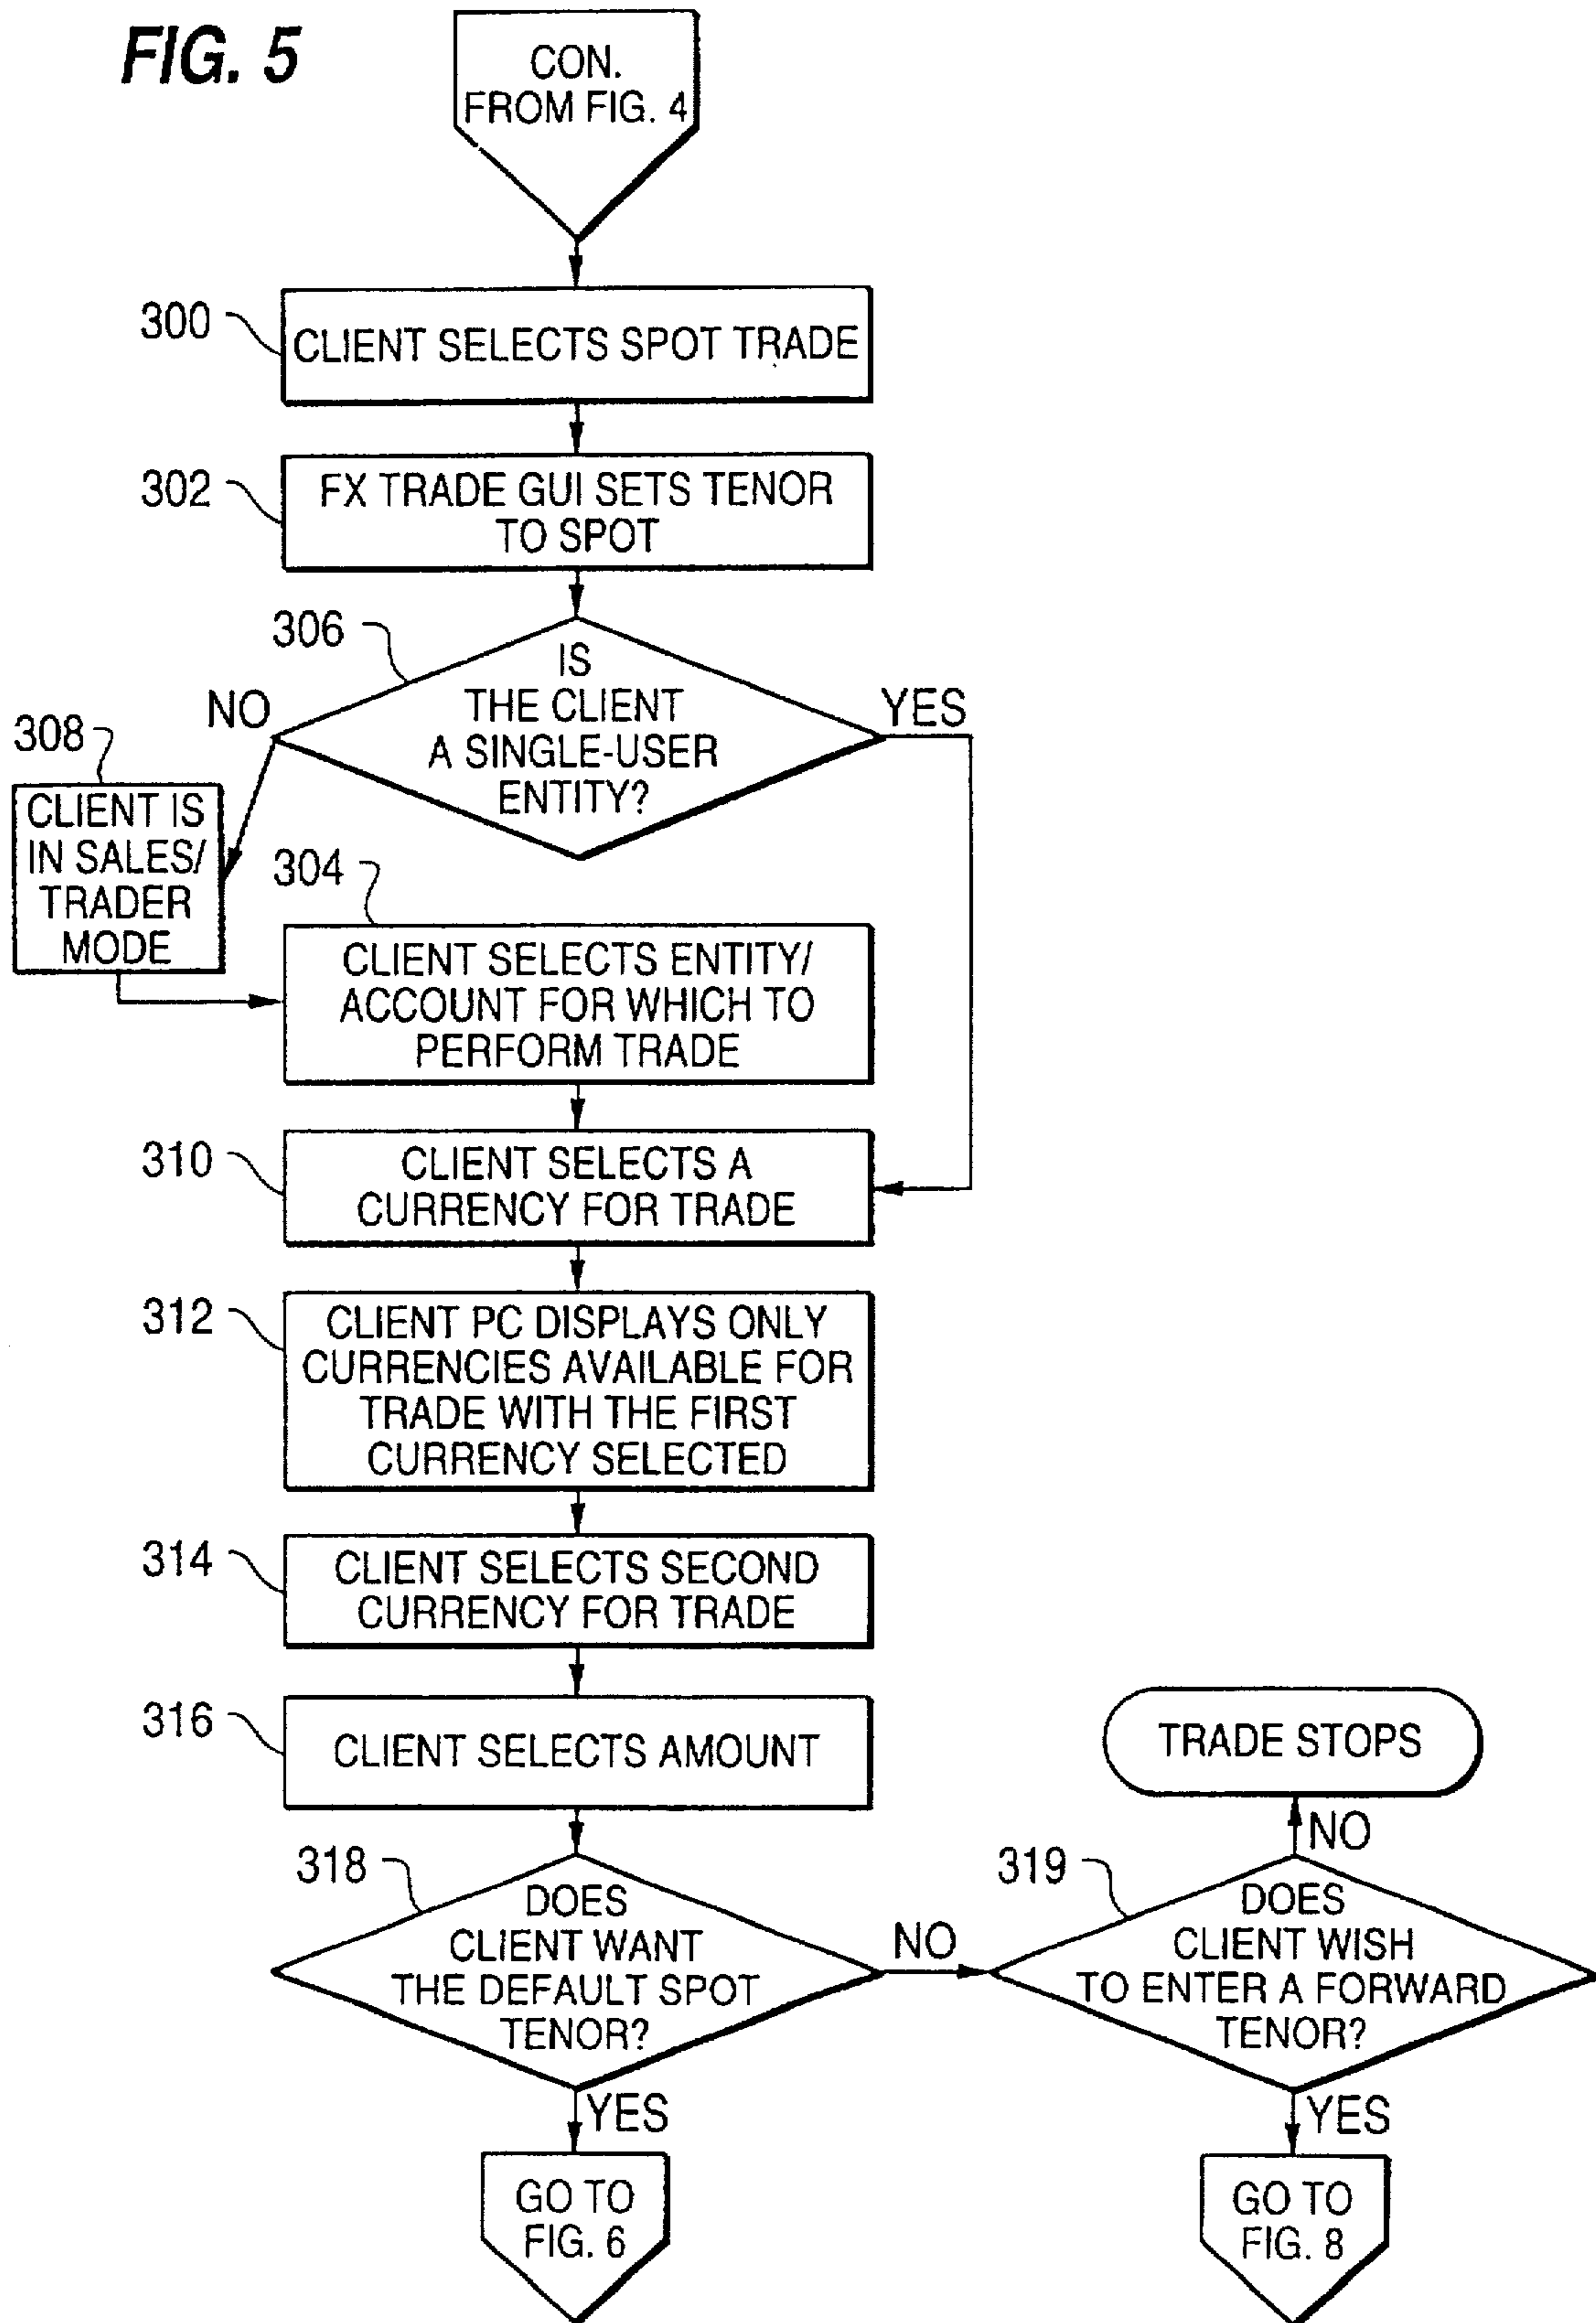 FIG. 5
CON.
FROM FIG. 4
300
CLIENT SELECTS SPOT TRADE
302
FX TRADE GUI SETS TENOR
TO SPOT
306
IS
THE CLIENT
A SINGLE-USER
ENTITY?
NO
YES
308
CLIENT IS
IN SALES/
TRADER
MODE
304
CLIENT SELECTS ENTITY/
ACCOUNT FOR WHICH TO
PERFORM TRADE
310
CLIENT SELECTS A
CURRENCY FOR TRADE
312
CLIENT PC DISPLAYS ONLY
CURRENCIES AVAILABLE FOR
TRADE WITH THE FIRST
CURRENCY SELECTED
314
CLIENT SELECTS SECOND
CURRENCY FOR TRADE
316
CLIENT SELECTS AMOUNT
TRADE STOPS
NO
318
DOES
CLIENT WANT
THE DEFAULT SPOT
TENOR?
NO
319
DOES
CLIENT WISH
TO ENTER A FORWARD
TENOR?
YES
GO TO
FIG. 6
YES
GO TO
FIG. 8